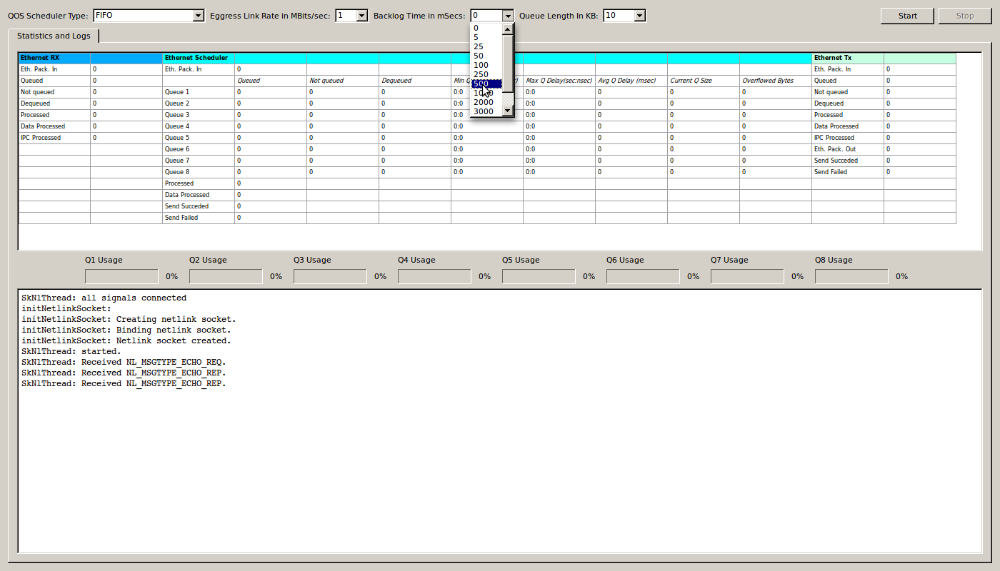 QOS Scheduler Type: FIFO Eggress Link Rate in MBits/sec: 1 Backlog Time in mSecs: 0 Queue Length In KB: 10 Start Stop
Statistics and Logs
0
5
25
50
100
250
500
2000
3000
Ethernet RX Ethernet Scheduler Ethernet Tx
Eth. Pack. In 0 Eth. Pack. In 0 Eth. Pack. In 0
Queued 0 Queued Not queued Dequeued Min Q Max Q Delay(sec:nsec) Avg Q Delay (msec) Current Q Size Overflowed Bytes Queued 0
Not queued 0 Queue 1 0 0 0 0:0 0:0 0 0 0 Not queued 0
Dequeued 0 Queue 2 0 0 0 0:0 0:0 0 0 0 Dequeued 0
Processed 0 Queue 3 0 0 0 0:0 0:0 0 0 0 Processed 0
Data Processed 0 Queue 4 0 0 0 0:0 0:0 0 0 0 Data Processed 0
IPC Processed 0 Queue 5 0 0 0 0:0 0:0 0 0 0 IPC Processed 0
Queue 6 0 0 0 0:0 0:0 0 0 0 Eth. Pack. Out 0
Queue 7 0 0 0 0:0 0:0 0 0 0 Send Succeded 0
Queue 8 0 0 0 0:0 0:0 0 0 0 Send Failed 0
Processed 0
Data Processed 0
Send Succeded 0
Send Failed 0
Q1 Usage Q2 Usage Q3 Usage Q4 Usage Q5 Usage Q6 Usage Q7 Usage Q8 Usage
0% 0% 0% 0% 0% 0% 0% 0%
SkNlThread: all signals connected
initNetlinkSocket:
initNetlinkSocket: Creating netlink socket.
initNetlinkSocket: Binding netlink socket.
initNetlinkSocket: Netlink socket created.
SkNlThread: started.
SkNlThread: Received NL_MSGTYPE_ECHO_REQ.
SkNlThread: Received NL_MSGTYPE_ECHO_REP.
SkNlThread: Received NL_MSGTYPE_ECHO_REP.